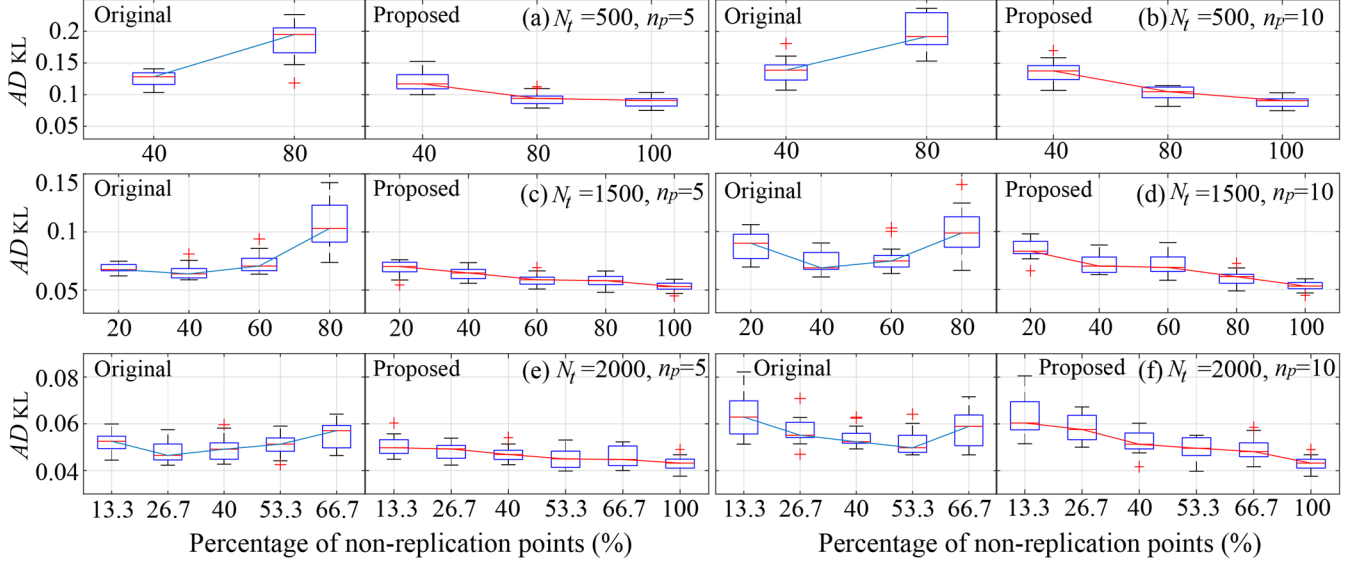 Original Proposed (a) Nt =500, np=5 Original Proposed (b) Nt =500, np=10
AD KL
0.2
0.15
0.1
0.05
40 80 40 80 100 40 80 40 80 100
Original Proposed (c) Nt =1500, np=5 Original Proposed (d) Nt =1500, np=10
AD KL
0.15
0.1
0.05
20 40 60 80 20 40 60 80 100 20 40 60 80 20 40 60 80 100
Original Proposed (e) Nt =2000, np=5 Original Proposed (f) Nt =2000, np=10
AD KL
0.08
0.06
0.04
13.3 26.7 40 53.3 66.7 13.3 26.7 40 53.3 66.7 100 13.3 26.7 40 53.3 66.7 13.3 26.7 40 53.3 66.7 100
Percentage of non-replication points (%) Percentage of non-replication points (%)